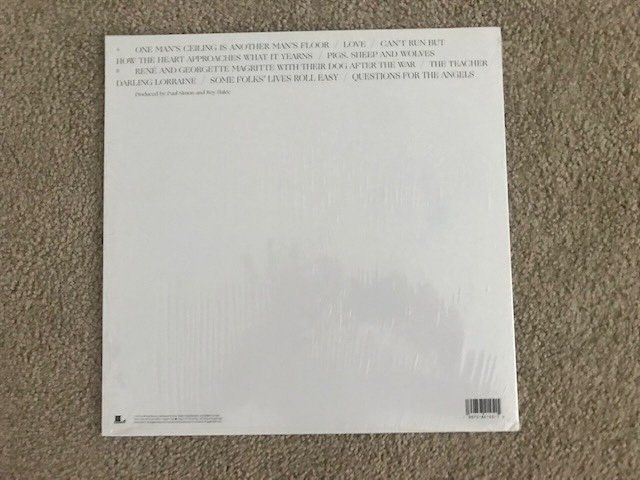 ONE MAN'S CEILING IS ANOTHER MAN'S FLOOR / LOVE / CAN'T RUN BUT
HOW THE HEART APPROACHES WHAT IT YEARNS / PIGS, SHEEP AND WOLVES
RENÉ AND GEORGETTE MAGRITTE WITH THEIR DOG AFTER THE WAR / THE TEACHER
DARLING LORRAINE / SOME FOLKS' LIVES ROLL EASY / QUESTIONS FOR THE ANGELS
Produced by Paul Simon and Roy Halee